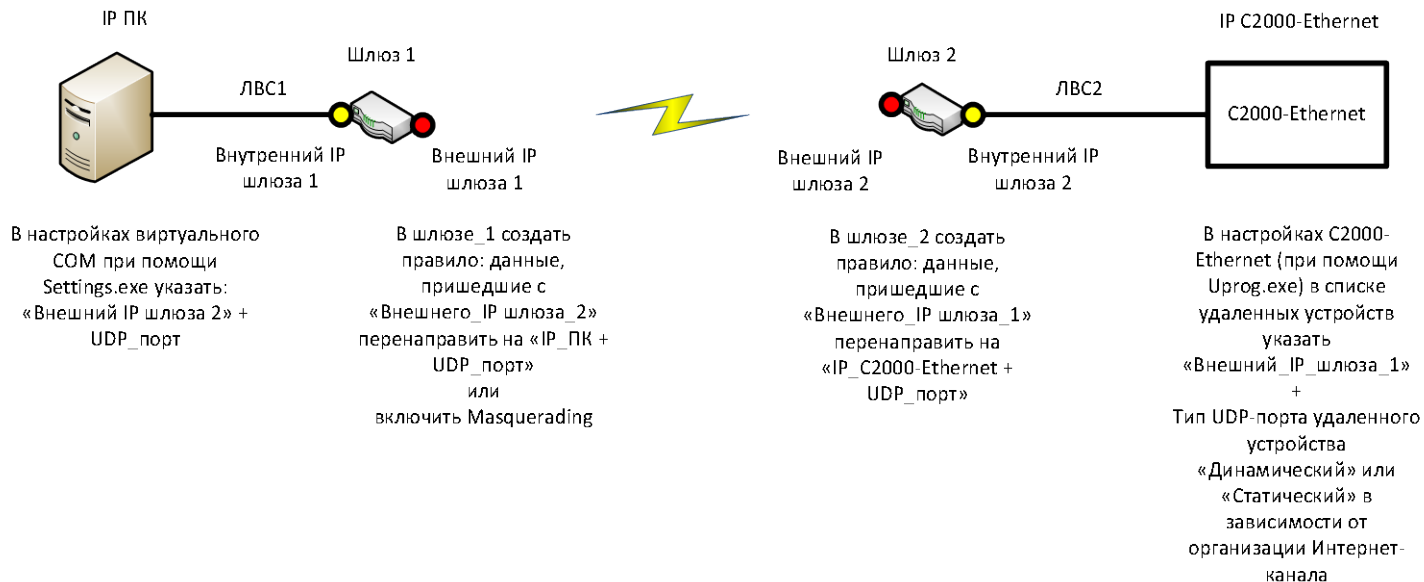 IP ПК
Шлюз 1
ЛВС1
Внутренний IP
шлюза 1
Внешний IP
шлюза 1
Шлюз 2
ЛВС2
Внешний IP
шлюза 2
Внутренний IP
шлюза 2
IP C2000-Ethernet
C2000-Ethernet
В настройках виртуального
COM при помощи
Settings.exe указать:
«Внешний IP шлюза 2» +
UDP_порт
В шлюзе_1 создать
правило: данные,
пришедшие с
«Внешнего_IP шлюза_2»
перенаправить на «IP_ПК +
UDP_порт»
или
включить Masquerading
В шлюзе_2 создать
правило: данные,
пришедшие с
«Внешнего_IP шлюза_1»
перенаправить на
«IP_C2000-Ethernet +
UDP_порт»
В настройках C2000-
Ethernet (при помощи
Uprog.exe) в списке
удаленных устройств
указать
«Внешний_IP_шлюза_1»
+
Тип UDP-порта удаленного
устройства
«Динамический» или
«Статический» в
зависимости от
организации Интернет-
канала